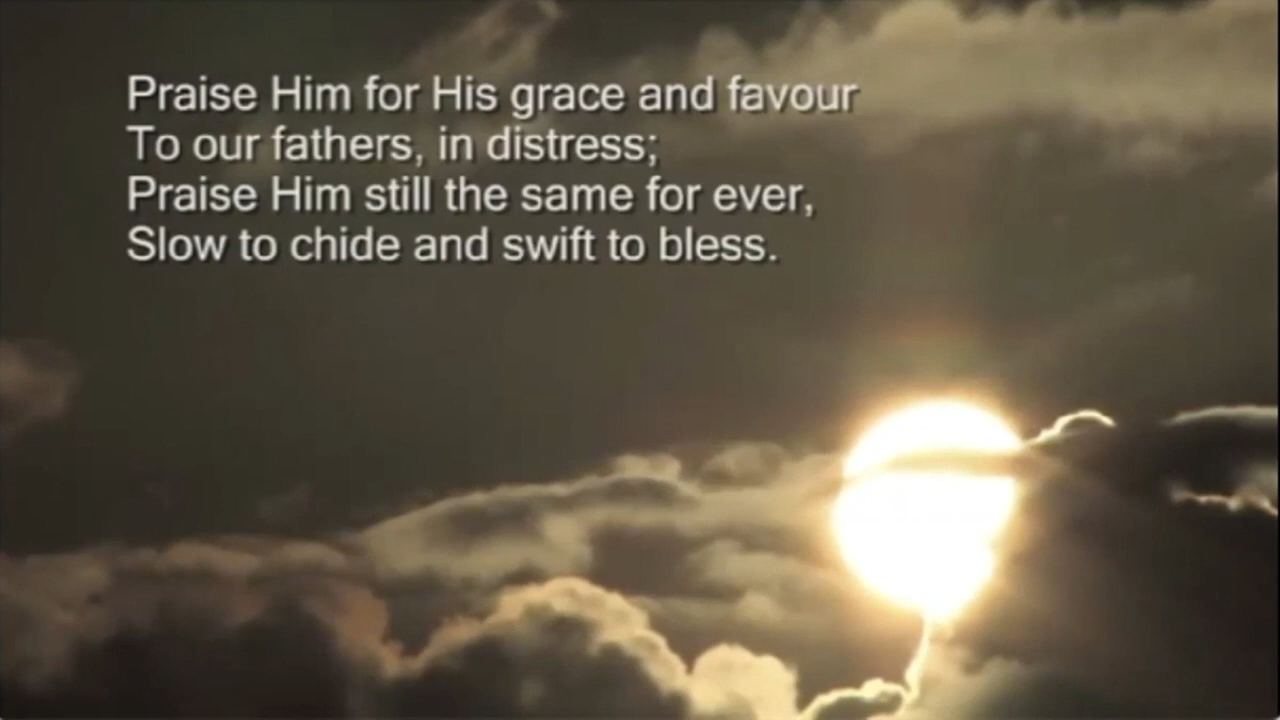 Praise Him for His grace and favour
To our fathers, in distress;
Praise Him still the same for ever,
Slow to chide and swift to bless.